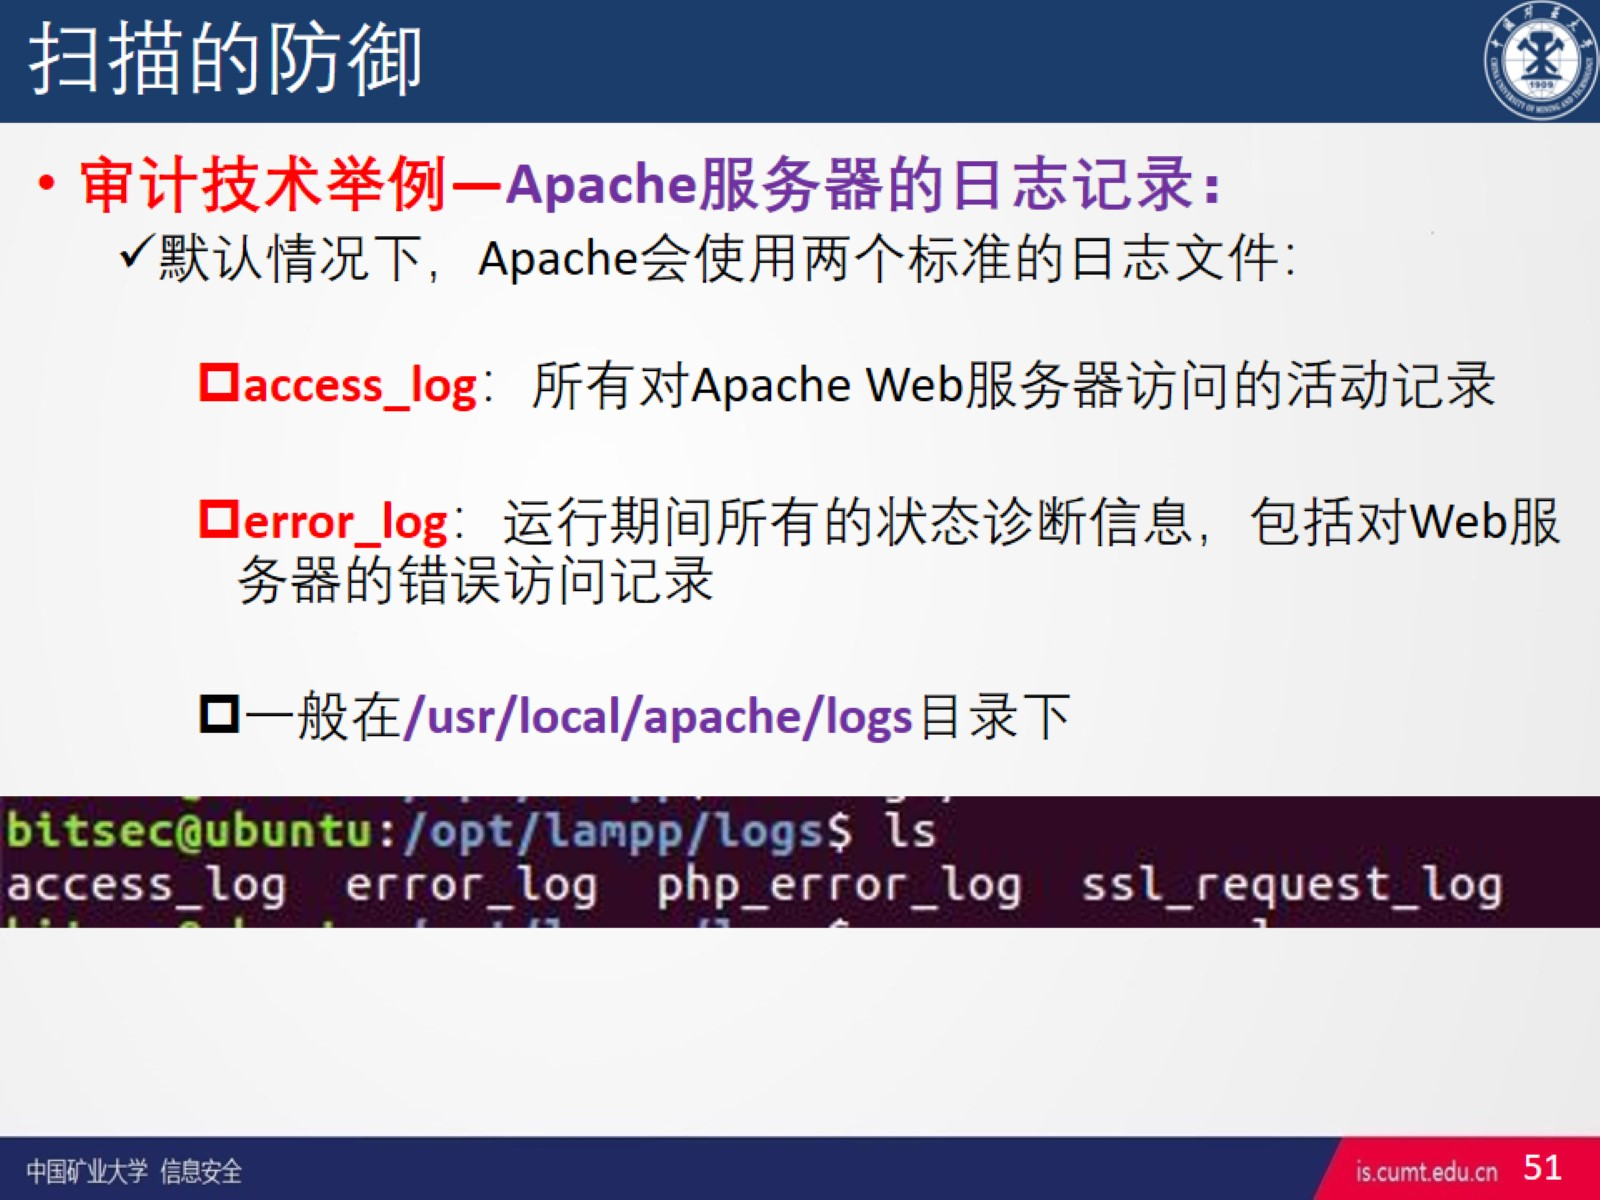 扫描的防御
• 审计技术举例—Apache服务器的日志记录：
✓默认情况下，Apache会使用两个标准的日志文件：
access_log：所有对Apache Web服务器访问的活动记录
error_log：运行期间所有的状态诊断信息，包括对Web服
务器的错误访问记录
一般在/usr/local/apache/logs目录下
bitsec@ubuntu:/opt/lampp/logs$ ls
access_log error_log php_error_log ssl_request_log
中国矿业大学 信息安全
is.cumt.edu.cn 51
1909